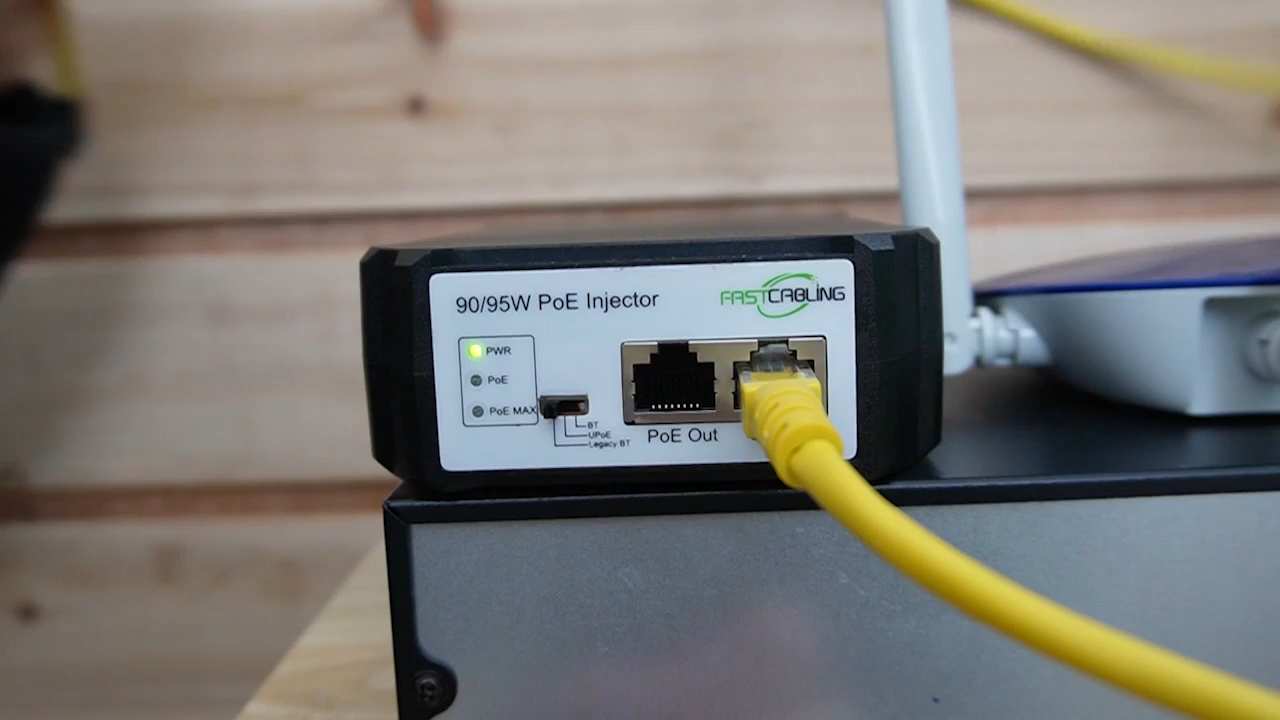 90/95W PoE Injector
FASTCABLING
PWR
PoE
PoE MAX
BT
UPoE
Legacy BT
PoE Out